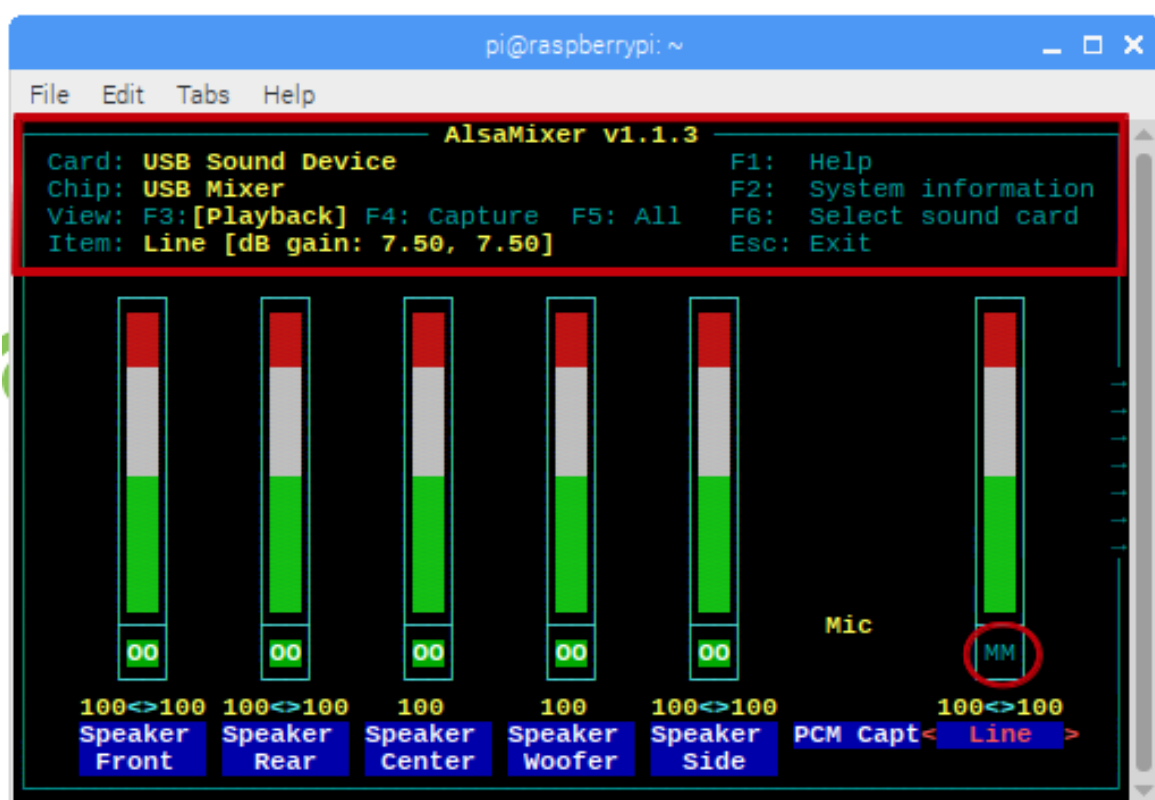 pi@raspberrypi: ~
File Edit Tabs Help
AlsaMixer v1.1.3
Card: USB Sound Device F1: Help
Chip: USB Mixer F2: System information
View: F3:[Playback] F4: Capture F5: All F6: Select sound card
Item: Line [dB gain: 7.50, 7.50] Esc: Exit
Mic
OO OO OO OO OO MM
100<>100 100<>100 100 100 100<>100 100<>100
Speaker Speaker Speaker Speaker Speaker PCM Capt< Line >
Front Rear Center Woofer Side